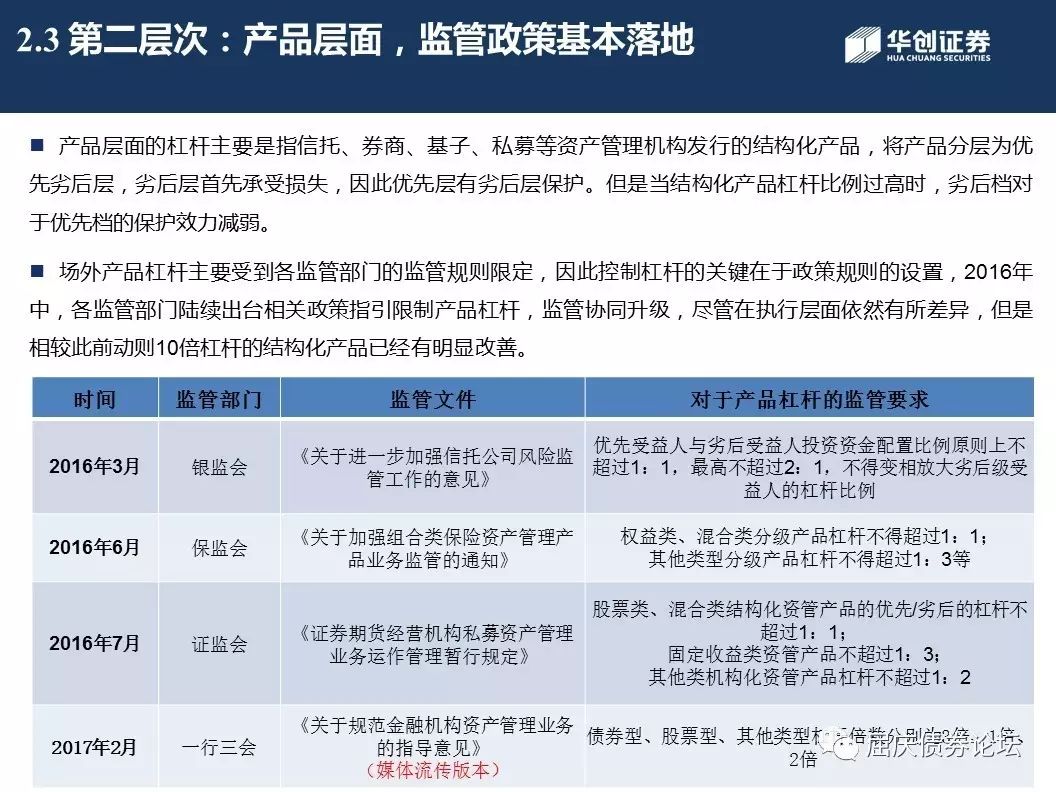 2.3 第二层次：产品层面，监管政策基本落地
华创证券
HUA CHUANG SECURITIES
■ 产品层面的杠杆主要是指信托、券商、基子、私募等资产管理机构发行的结构化产品，将产品分层为优
先劣后层，劣后层首先承受损失，因此优先层有劣后层保护。但是当结构化产品杠杆比例过高时，劣后档对
于优先档的保护效力减弱。
■ 场外产品杠杆主要受到各监管部门的监管规则限定，因此控制杠杆的关键在于政策规则的设置，2016年
中，各监管部门陆续出台相关政策指引限制产品杠杆，监管协同升级，尽管在执行层面依然有所差异，但是
相较此前动则10倍杠杆的结构化产品已经有明显改善。
时间 监管部门 监管文件 对于产品杠杆的监管要求
2016年3月
银监会
《关于进一步加强信托公司风险监
管工作的意见》
优先受益人与劣后受益人投资资金配置比例原则上不
超过1：1，最高不超过2：1，不得变相放大劣后级受
益人的杠杆比例
2016年6月
保监会
《关于加强组合类保险资产管理产
品业务监管的通知》
权益类、混合类分级产品杠杆不得超过1：1；
其他类型分级产品杠杆不得超过1：3等
2016年7月
证监会
《证券期货经营机构私募资产管理
业务运作管理暂行规定》
股票类、混合类结构化资管产品的优先/劣后的杠杆不
超过1：1；
固定收益类资管产品不超过1：3；
其他类机构化资管产品杠杆不超过1：2
2017年2月
一行三会
《关于规范金融机构资产管理业务
的指导意见》
（媒体流传版本）
债券型、股票型、其他类型杠 倍数分别为3倍、1倍、
2倍
屈庆债券论坛